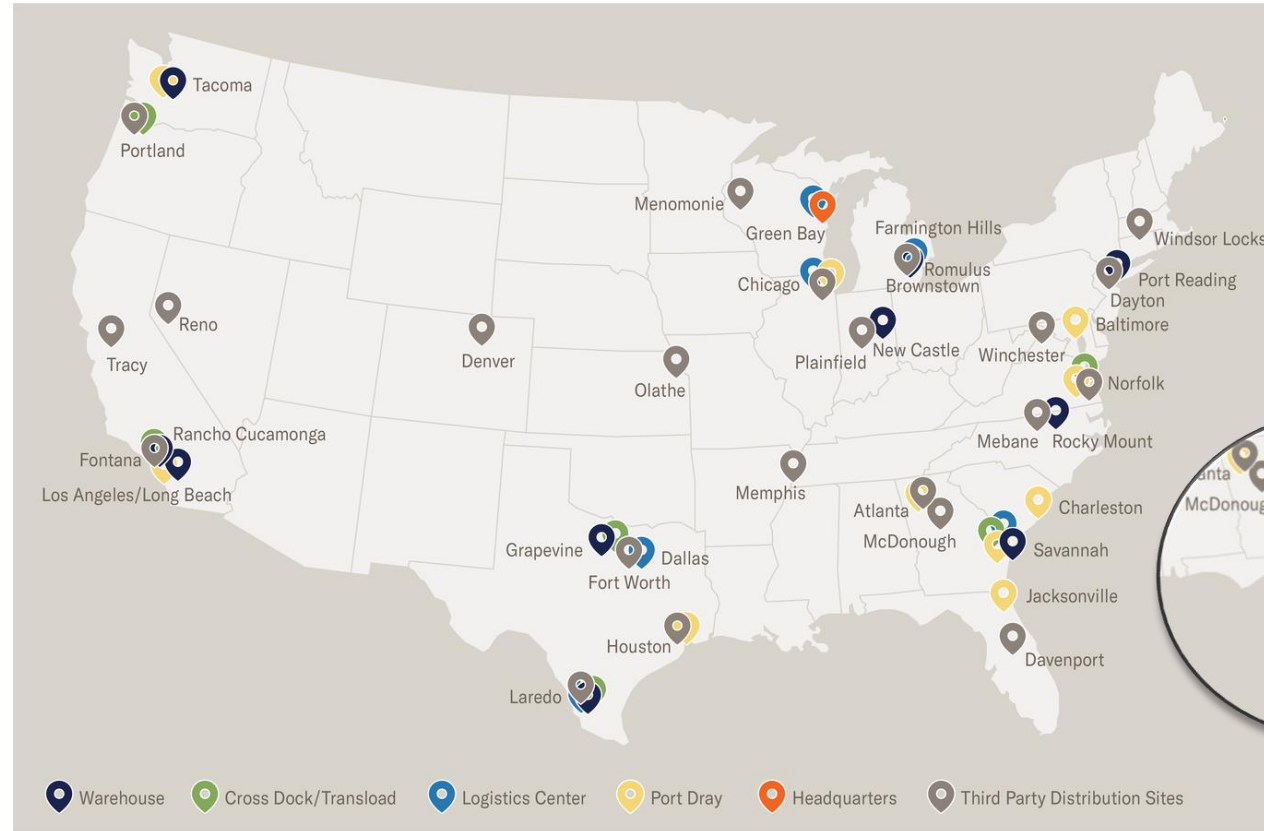 Tacoma
Portland
Menomonie
Green Bay
Farmington Hills
Windsor Locks
Chicago
Romulus
Brownstown
Port Reading
Dayton
Reno
Baltimore
Tracy
Denver
Plainfield
New Castle
Winchester
Olathe
Norfolk
Rancho Cucamonga
Mebane
Rocky Mount
Fontana
Los Angeles/Long Beach
Memphis
Atlanta
Charleston
McDonough
Grapevine
Dallas
Savannah
Fort Worth
Jacksonville
Houston
Davenport
Laredo
anta
McDonoug
Warehouse
Cross Dock/Transload
Logistics Center
Port Dray
Headquarters
Third Party Distribution Sites